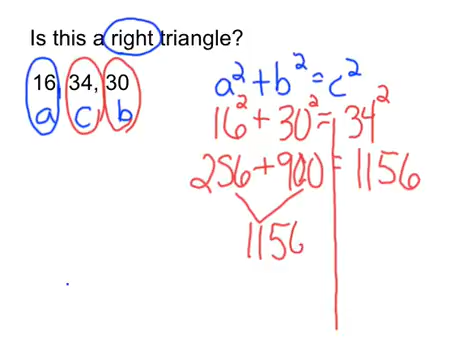 Is this a right triangle?
16, 34, 30
a c b
a² + b² = c²
16² + 30² = 34²
256 + 900 = 1156
1156